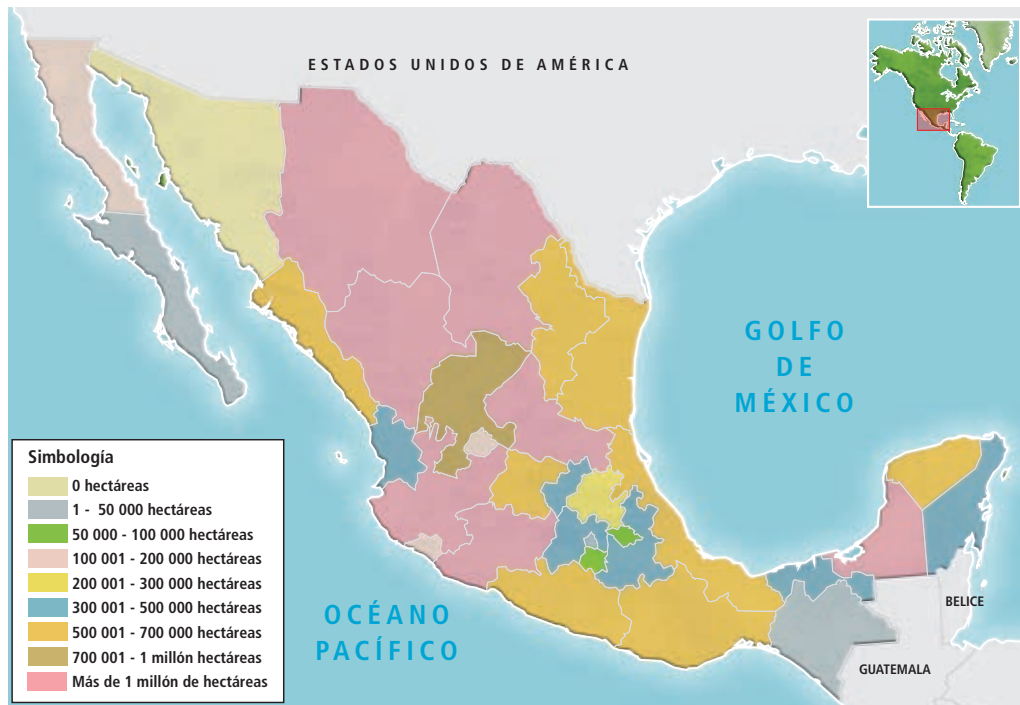 ESTADOS UNIDOS DE AMÉRICA
GOLFO
DE
MÉXICO
Simbología
0 hectáreas
1 - 50 000 hectáreas
50 000 - 100 000 hectáreas
100 001 - 200 000 hectáreas
200 001 - 300 000 hectáreas
300 001 - 500 000 hectáreas
500 001 - 700 000 hectáreas
700 001 - 1 millón hectáreas
Más de 1 millón de hectáreas
OCÉANO
PACÍFICO
BELICE
GUATEMALA